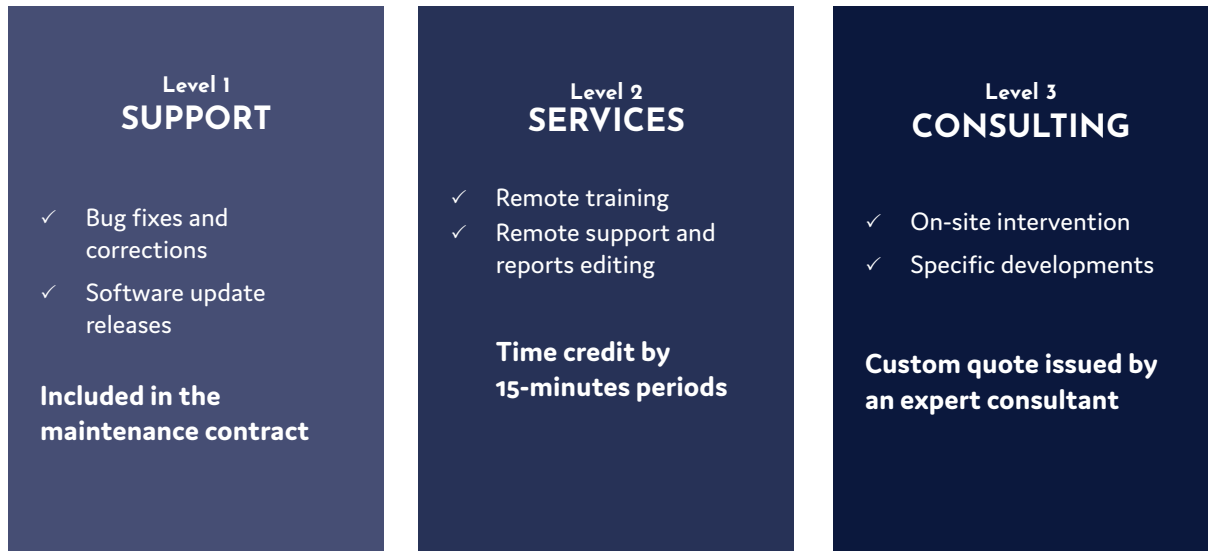 Level 1
SUPPORT
✓ Bug fixes and
corrections
✓ Software update
releases
Included in the
maintenance contract
Level 2
SERVICES
✓ Remote training
✓ Remote support and
reports editing
Time credit by
15-minutes periods
Level 3
CONSULTING
✓ On-site intervention
✓ Specific developments
Custom quote issued by
an expert consultant